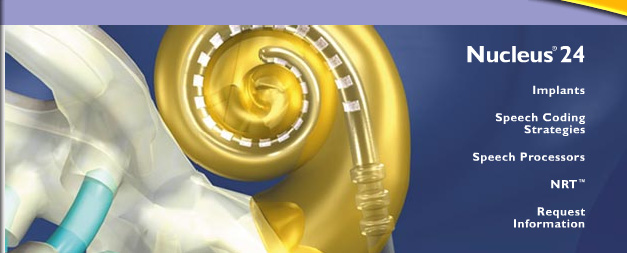 Nucleus® 24
Implants
Speech Coding
Strategies
Speech Processors
NRT™
Request
Information